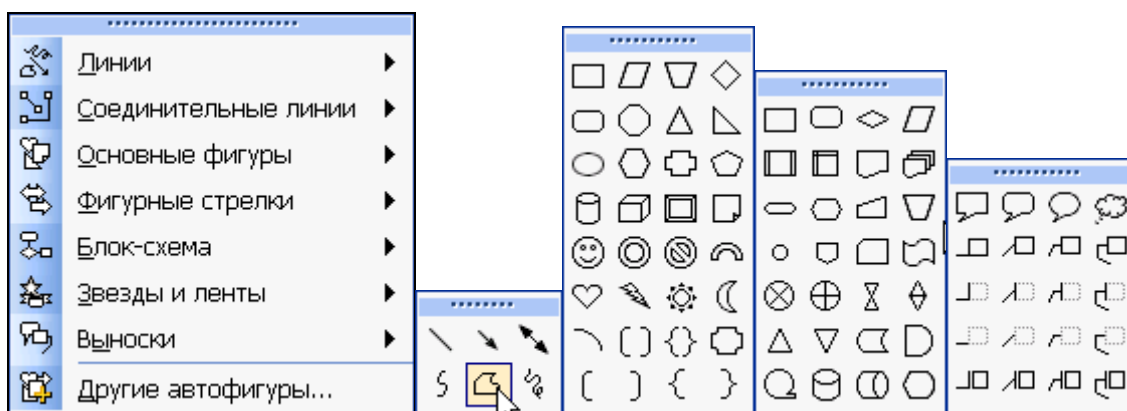 Линии
Соединительные линии
Основные фигуры
Фигурные стрелки
Блок-схема
Звезды и ленты
Выноски
Другие автофигуры...